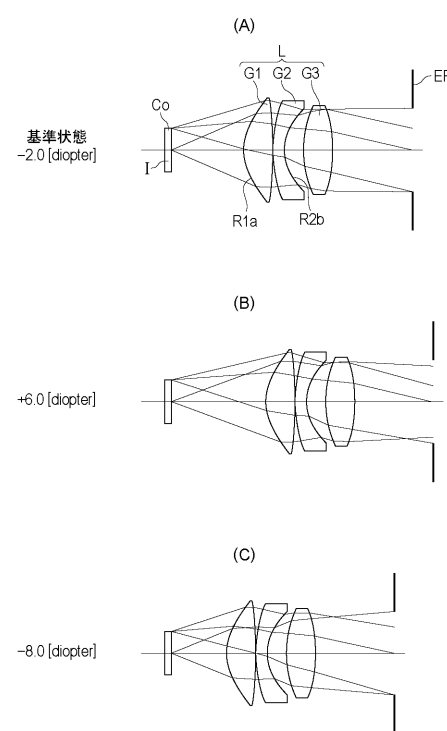 (A)
L
G1 G2 G3
EP
Co
基準状態
-2.0 [diopter]
I
R1a R2b
(B)
+6.0 [diopter]
(C)
-8.0 [diopter]